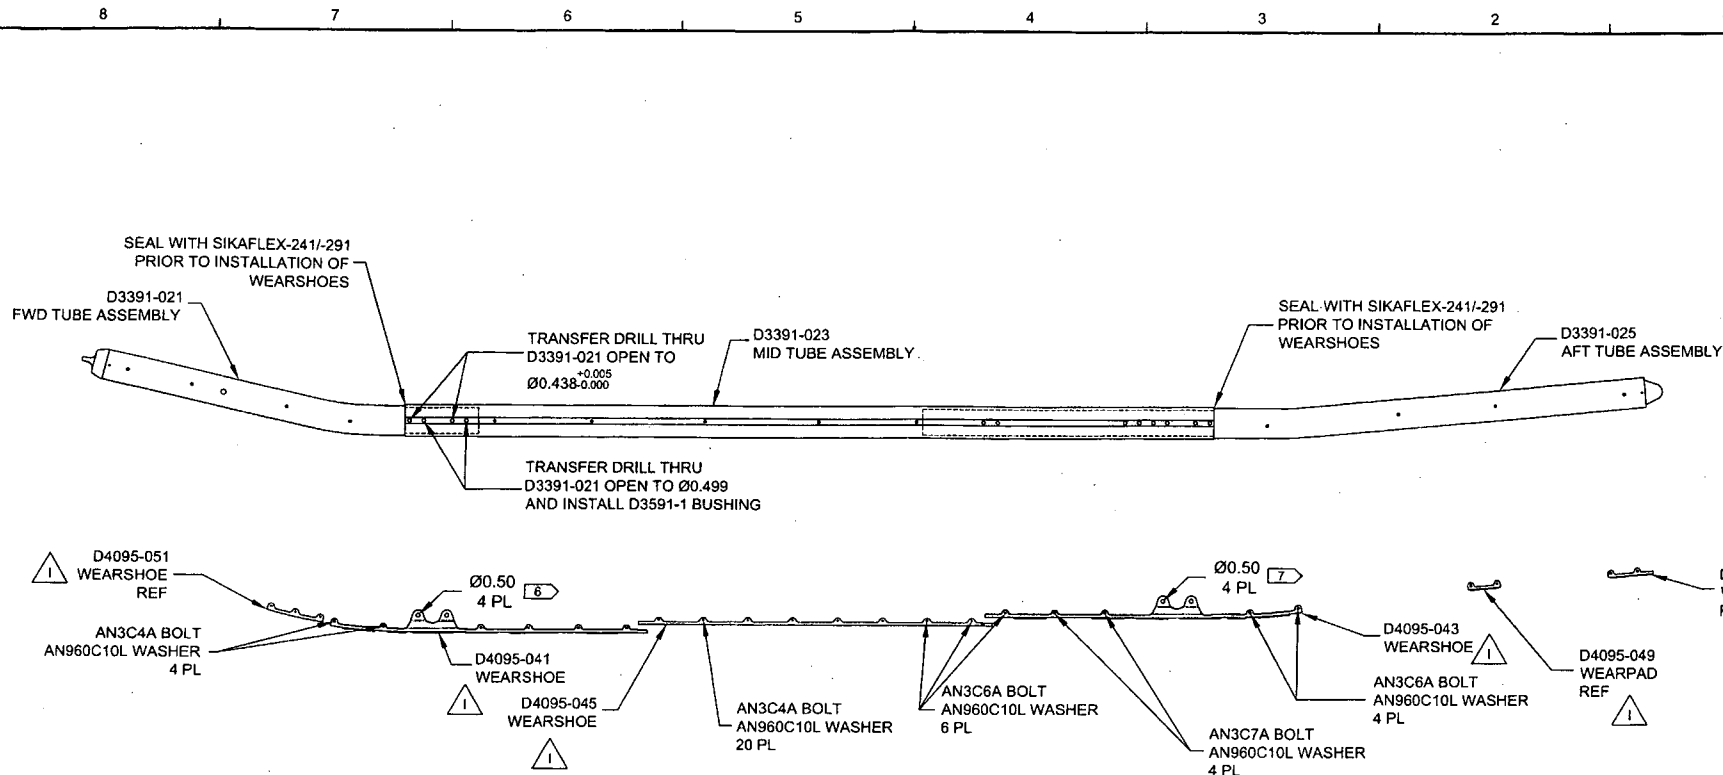 8 7 6 5 4 3 2
SEAL WITH SIKAFLEX-241/-291
PRIOR TO INSTALLATION OF
WEARSHOES
D3391-021
FWD TUBE ASSEMBLY
TRANSFER DRILL THRU
D3391-021 OPEN TO
Ø0.438 +0.005 -0.000
D3391-023
MID TUBE ASSEMBLY
SEAL WITH SIKAFLEX-241/-291
PRIOR TO INSTALLATION OF
WEARSHOES
D3391-025
AFT TUBE ASSEMBLY
TRANSFER DRILL THRU
D3391-021 OPEN TO Ø0.499
AND INSTALL D3591-1 BUSHING
1
D4095-051
WEARSHOE
REF
AN3C4A BOLT
AN960C10L WASHER
4 PL
Ø0.50
4 PL
6
D4095-041
WEARSHOE
1
D4095-045
WEARSHOE
1
AN3C4A BOLT
AN960C10L WASHER
20 PL
AN3C6A BOLT
AN960C10L WASHER
6 PL
Ø0.50
4 PL
7
AN3C7A BOLT
AN960C10L WASHER
4 PL
D4095-043
WEARSHOE
1
AN3C6A BOLT
AN960C10L WASHER
4 PL
D4095-049
WEARPAD
REF
1
D